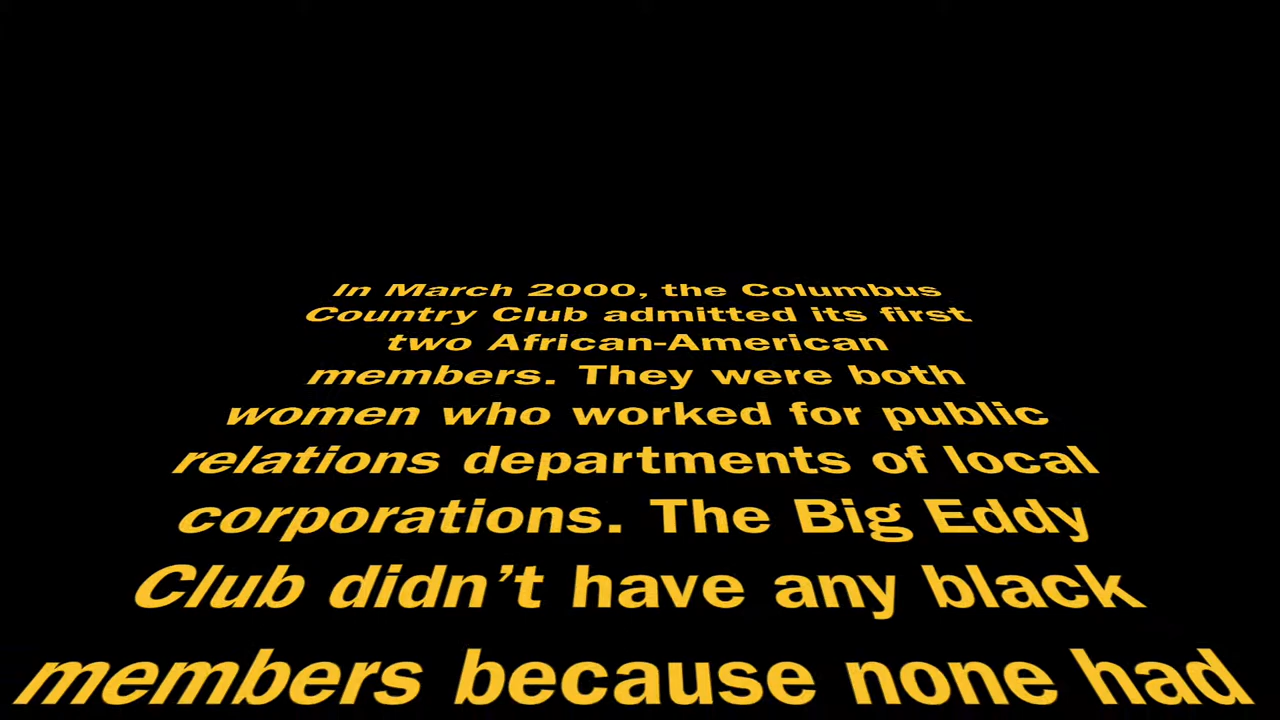 In March 2000, the Columbus
Country Club admitted its first
two African-American
members. They were both
women who worked for public
relations departments of local
corporations. The Big Eddy
Club didn’t have any black
members because none had